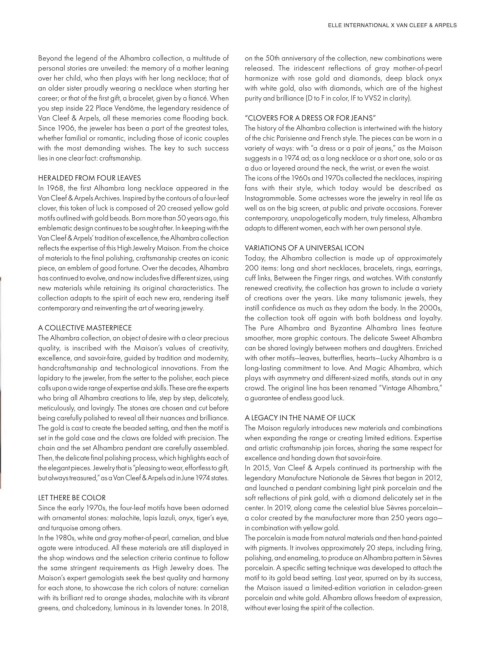 ELLE INTERNATIONAL X VAN CLEEF & ARPELS
Beyond the legend of the Alhambra collection, a multitude of
personal stories are unveiled: the memory of a mother leaning
over her child, who then plays with her long necklace; that of
an older sister proudly wearing a necklace when starting her
career; or that of the first gift, a bracelet, given by a fiancé. When
you step inside 22 Place Vendôme, the legendary residence of
Van Cleef & Arpels, all these memories come flooding back.
Since 1906, the jeweler has been a part of the greatest tales,
whether familial or romantic, including those of iconic couples
with the most demanding wishes. The key to such success
lies in one clear fact: craftsmanship.
HERALDED FROM FOUR LEAVES
In 1968, the first Alhambra long necklace appeared in the
Van Cleef & Arpels Archives. Inspired by the contours of a four-leaf
clover, this token of luck is composed of 20 creased yellow gold
motifs outlined with gold beads. Born more than 50 years ago, this
emblematic design continues to be sought after. In keeping with the
Van Cleef & Arpels' tradition of excellence, the Alhambra collection
reflects the expertise of this High Jewelry Maison. From the choice
of materials to the final polishing, craftsmanship creates an iconic
piece, an emblem of good fortune. Over the decades, Alhambra
has continued to evolve, and now includes five different sizes, using
new materials while retaining its original characteristics. The
collection adapts to the spirit of each new era, rendering itself
contemporary and reinventing the art of wearing jewelry.
A COLLECTIVE MASTERPIECE
The Alhambra collection, an object of desire with a clear precious
quality, is inscribed with the Maison's values of creativity,
excellence, and savoir-faire, guided by tradition and modernity,
handcraftsmanship and technological innovations. From the
lapidary to the jeweler, from the setter to the polisher, each piece
calls upon a wide range of expertise and skills. These are the experts
who bring all Alhambra creations to life, step by step, delicately,
meticulously, and lovingly. The stones are chosen and cut before
being carefully polished to reveal all their nuances and brilliance.
The gold is cast to create the beaded setting, and then the motif is
set in the gold case and the claws are folded with precision. The
chain and the set Alhambra pendant are carefully assembled.
Then, the delicate final polishing process, which highlights each of
the elegant pieces. Jewelry that is "pleasing to wear, effortless to gift,
but always treasured," as a Van Cleef & Arpels ad in June 1974 states.
LET THERE BE COLOR
Since the early 1970s, the four-leaf motifs have been adorned
with ornamental stones: malachite, lapis lazuli, onyx, tiger's eye,
and turquoise among others.
In the 1980s, white and gray mother-of-pearl, carnelian, and blue
agate were introduced. All these materials are still displayed in
the shop windows and the selection criteria continue to follow
the same stringent requirements as High Jewelry does. The
Maison's expert gemologists seek the best quality and harmony
for each stone, to showcase the rich colors of nature: carnelian
with its brilliant red to orange shades, malachite with its vibrant
greens, and chalcedony, luminous in its lavender tones. In 2018,
on the 50th anniversary of the collection, new combinations were
released. The iridescent reflections of gray mother-of-pearl
harmonize with rose gold and diamonds, deep black onyx
with white gold, also with diamonds, which are of the highest
purity and brilliance (D to F in color, IF to VVS2 in clarity).
"CLOVERS FOR A DRESS OR FOR JEANS"
The history of the Alhambra collection is intertwined with the history
of the chic Parisienne and French style. The pieces can be worn in a
variety of ways: with "a dress or a pair of jeans," as the Maison
suggests in a 1974 ad; as a long necklace or a short one, solo or as
a duo or layered around the neck, the wrist, or even the waist.
The icons of the 1960s and 1970s collected the necklaces, inspiring
fans with their style, which today would be described as
Instagrammable. Some actresses wore the jewelry in real life as
well as on the big screen, at public and private occasions. Forever
contemporary, unapologetically modern, truly timeless, Alhambra
adapts to different women, each with her own personal style.
VARIATIONS OF A UNIVERSAL ICON
Today, the Alhambra collection is made up of approximately
200 items: long and short necklaces, bracelets, rings, earrings,
cuff links, Between the Finger rings, and watches. With constantly
renewed creativity, the collection has grown to include a variety
of creations over the years. Like many talismanic jewels, they
instill confidence as much as they adorn the body. In the 2000s,
the collection took off again with both boldness and loyalty.
The Pure Alhambra and Byzantine Alhambra lines feature
smoother, more graphic contours. The delicate Sweet Alhambra
can be shared lovingly between mothers and daughters. Enriched
with other motifs—leaves, butterflies, hearts—Lucky Alhambra is a
long-lasting commitment to love. And Magic Alhambra, which
plays with asymmetry and different-sized motifs, stands out in any
crowd. The original line has been renamed "Vintage Alhambra,"
a guarantee of endless good luck.
A LEGACY IN THE NAME OF LUCK
The Maison regularly introduces new materials and combinations
when expanding the range or creating limited editions. Expertise
and artistic craftsmanship join forces, sharing the same respect for
excellence and handing down that savoir-faire.
In 2015, Van Cleef & Arpels continued its partnership with the
legendary Manufacture Nationale de Sèvres that began in 2012,
and launched a pendant combining light pink porcelain and the
soft reflections of pink gold, with a diamond delicately set in the
center. In 2019, along came the celestial blue Sèvres porcelain—
a color created by the manufacturer more than 250 years ago—
in combination with yellow gold.
The porcelain is made from natural materials and then hand-painted
with pigments. It involves approximately 20 steps, including firing,
polishing, and enameling, to produce an Alhambra pattern in Sèvres
porcelain. A specific setting technique was developed to attach the
motif to its gold bead setting. Last year, spurred on by its success,
the Maison issued a limited-edition variation in celadon-green
porcelain and white gold. Alhambra allows freedom of expression,
without ever losing the spirit of the collection.